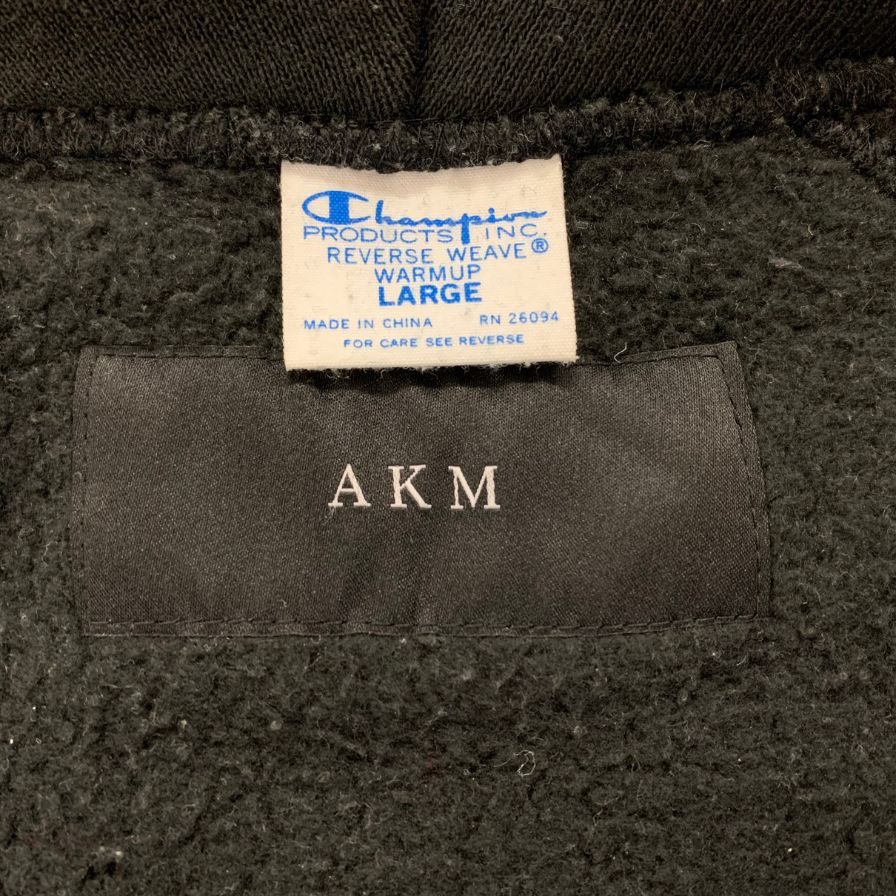 Champion
PRODUCTS INC.
REVERSE WEAVE®
WARMUP
LARGE
MADE IN CHINA RN 26094
FOR CARE SEE REVERSE
AKM